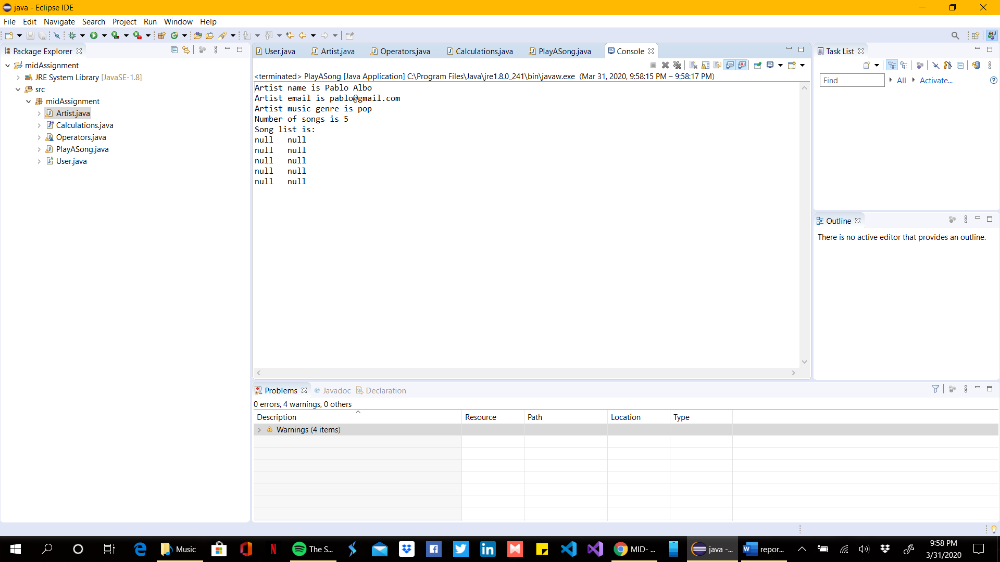 java - Eclipse IDE
File Edit Navigate Search Project Run Window Help
Package Explorer
midAssignment
JRE System Library [JavaSE-1.8]
src
midAssignment
Artist.java
Calculations.java
Operators.java
PlayASong.java
User.java
User.java Artist.java Operators.java Calculations.java PlayASong.java Console
<terminated> PlayASong [Java Application] C:\Program Files\Java\jre1.8.0_241\bin\javaw.exe (Mar 31, 2020, 9:58:15 PM – 9:58:17 PM)
Artist name is Pablo Albo
Artist email is pablo@gmail.com
Artist music genre is pop
Number of songs is 5
Song list is:
null null
null null
null null
null null
null null
Task List
Find All Activate...
Outline
There is no active editor that provides an outline.
Problems @ Javadoc Declaration
0 errors, 4 warnings, 0 others
Description Resource Path Location Type
Warnings (4 items)
Music The S... MID- ... java -... repor...
9:58 PM
3/31/2020